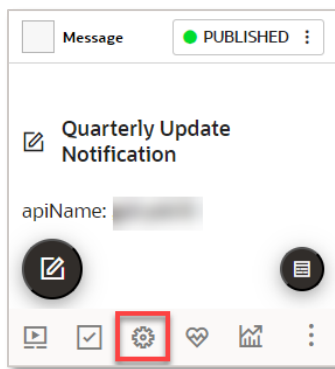 Message
PUBLISHED
Quarterly Update
Notification
apiName: